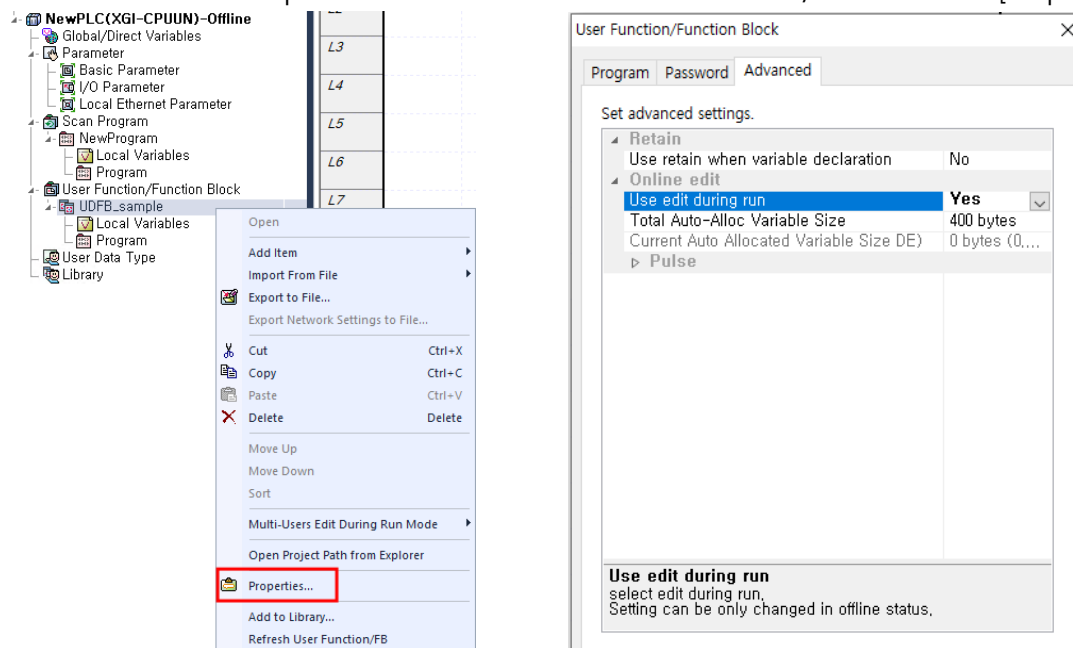 NewPLC(XGI-CPUUN)-Offline
Global/Direct Variables
Parameter
Basic Parameter
I/O Parameter
Local Ethernet Parameter
Scan Program
NewProgram
Local Variables
Program
User Function/Function Block
UDFB_sample
Local Variables
Program
User Data Type
Library
L3
L4
L5
L6
L7
Open
Add Item
Import From File
Export to File...
Export Network Settings to File...
Cut Ctrl+X
Copy Ctrl+C
Paste Ctrl+V
Delete Delete
Move Up
Move Down
Sort
Multi-Users Edit During Run Mode
Open Project Path from Explorer
Properties...
Add to Library...
Refresh User Function/FB
User Function/Function Block
Program Password Advanced
Set advanced settings.
Retain
Use retain when variable declaration No
Online edit
Use edit during run Yes
Total Auto-Alloc Variable Size 400 bytes
Current Auto Allocated Variable Size DE) 0 bytes (0,...
Pulse
Use edit during run
select edit during run,
Setting can be only changed in offline status,